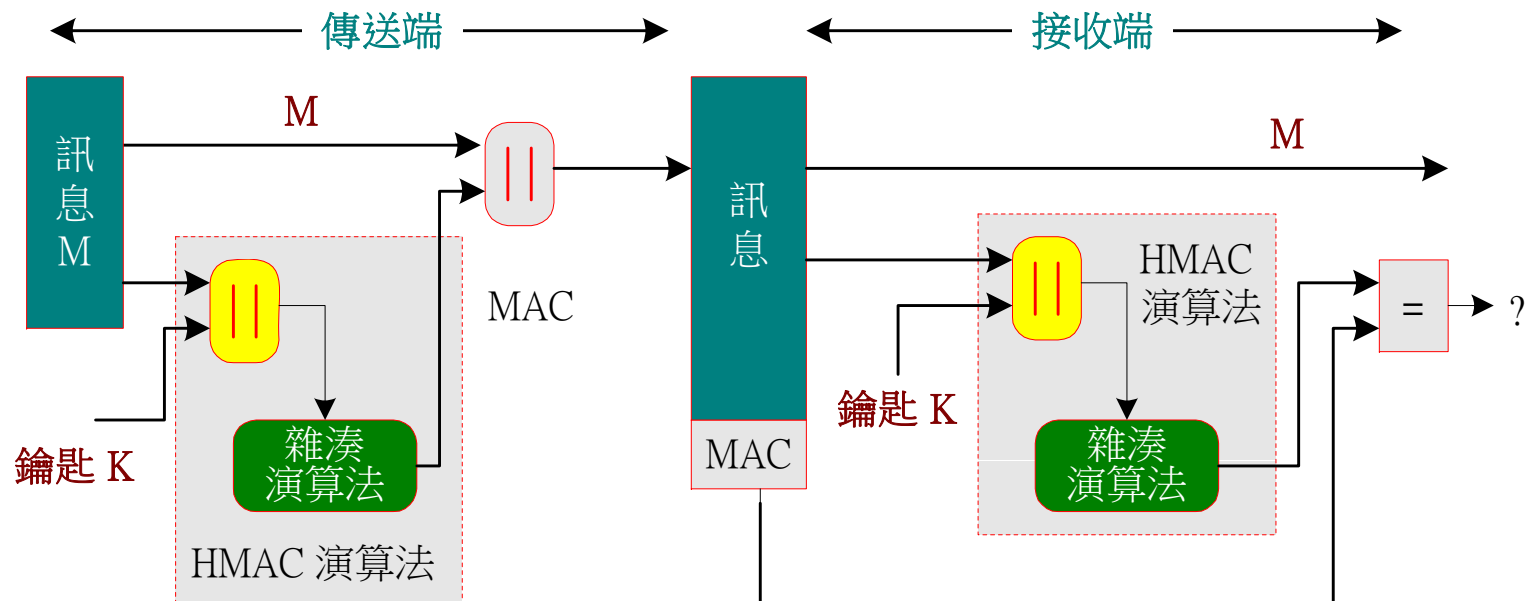 傳送端
接收端
訊
息
M
M
||
||
MAC
鑰匙 K
雜湊
演算法
HMAC 演算法
訊
息
MAC
M
||
HMAC
演算法
鑰匙 K
雜湊
演算法
=
?